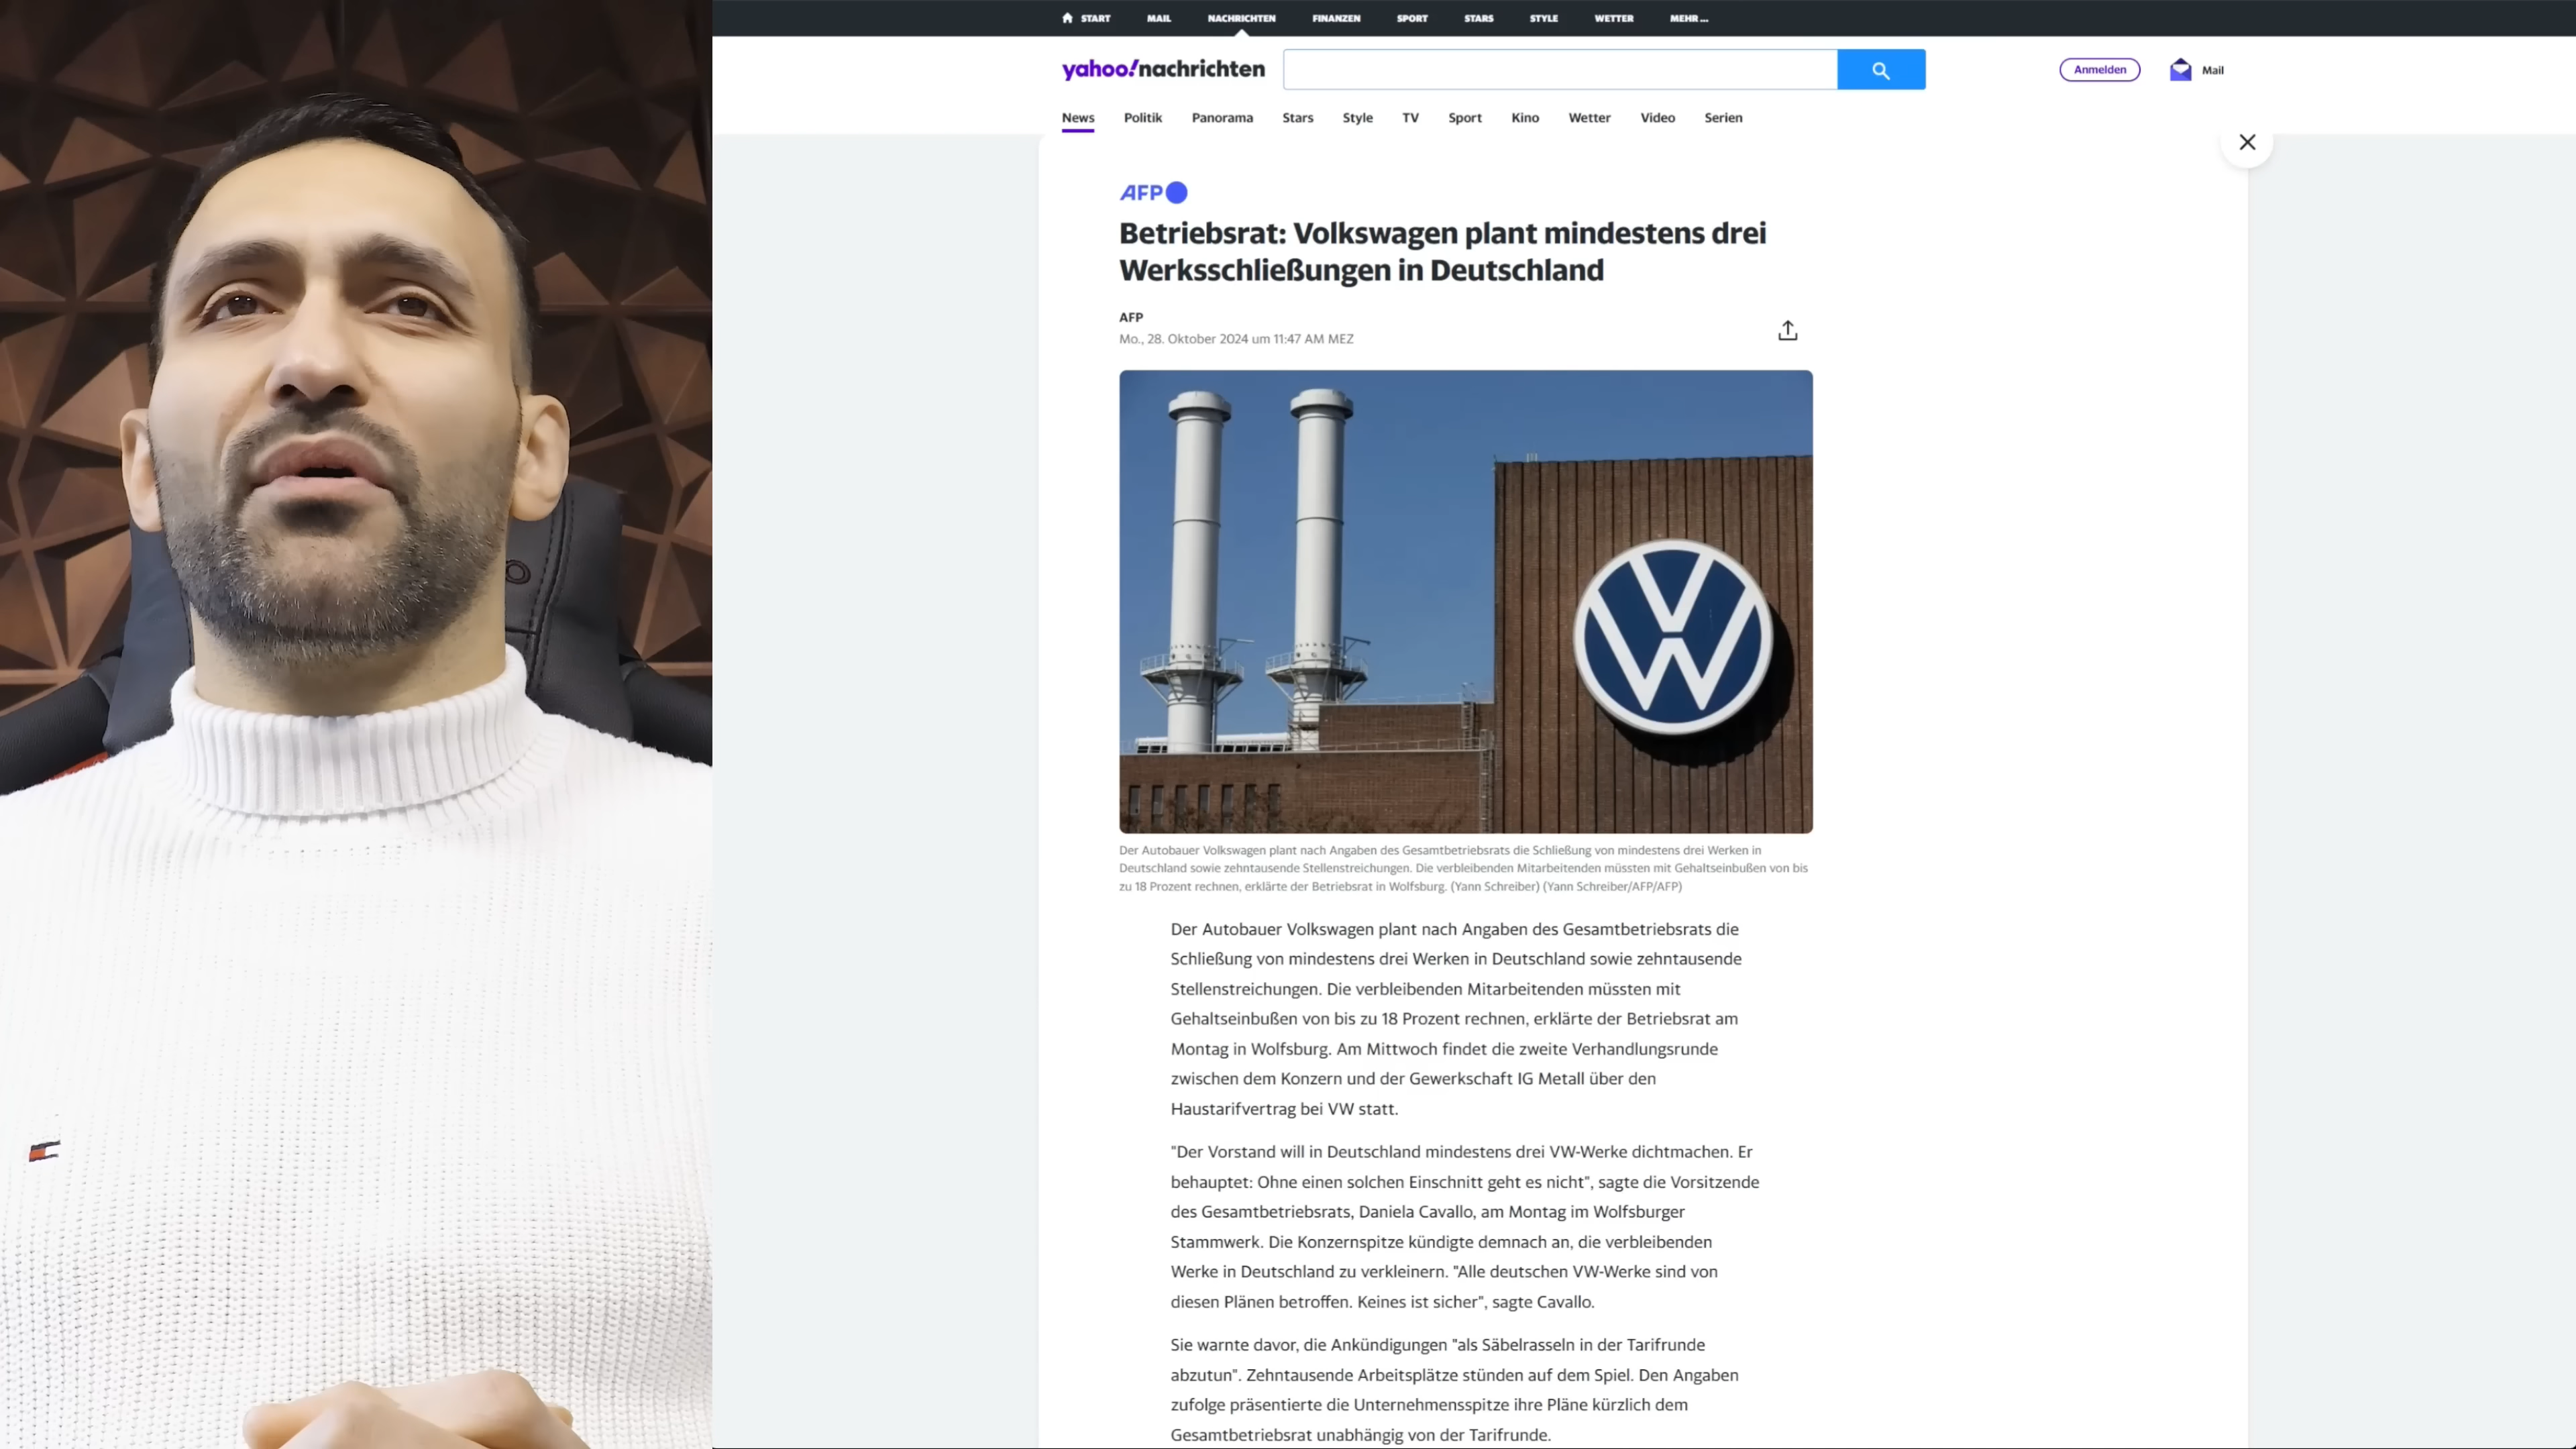 START MAIL NACHRICHTEN FINANZEN SPORT STARS STYLE WETTER MEHR ...
yahoo!nachrichten
Anmelden
Mail
News Politik Panorama Stars Style TV Sport Kino Wetter Video Serien
AFP
Betriebsrat: Volkswagen plant mindestens drei
Werksschließungen in Deutschland
AFP
Mo., 28. Oktober 2024 um 11:47 AM MEZ
Der Autobauer Volkswagen plant nach Angaben des Gesamtbetriebsrats die Schließung von mindestens drei Werken in
Deutschland sowie zehntausende Stellenstreichungen. Die verbleibenden Mitarbeitenden müssten mit Gehaltseinbußen von bis
zu 18 Prozent rechnen, erklärte der Betriebsrat in Wolfsburg. (Yann Schreiber) (Yann Schreiber/AFP/AFP)
Der Autobauer Volkswagen plant nach Angaben des Gesamtbetriebsrats die
Schließung von mindestens drei Werken in Deutschland sowie zehntausende
Stellenstreichungen. Die verbleibenden Mitarbeitenden müssten mit
Gehaltseinbußen von bis zu 18 Prozent rechnen, erklärte der Betriebsrat am
Montag in Wolfsburg. Am Mittwoch findet die zweite Verhandlungsrunde
zwischen dem Konzern und der Gewerkschaft IG Metall über den
Haustarifvertrag bei VW statt.
"Der Vorstand will in Deutschland mindestens drei VW-Werke dichtmachen. Er
behauptet: Ohne einen solchen Einschnitt geht es nicht", sagte die Vorsitzende
des Gesamtbetriebsrats, Daniela Cavallo, am Montag im Wolfsburger
Stammwerk. Die Konzernspitze kündigte demnach an, die verbleibenden
Werke in Deutschland zu verkleinern. "Alle deutschen VW-Werke sind von
diesen Plänen betroffen. Keines ist sicher", sagte Cavallo.
Sie warnte davor, die Ankündigungen "als Säbelrasseln in der Tarifrunde
abzutun". Zehntausende Arbeitsplätze stünden auf dem Spiel. Den Angaben
zufolge präsentierte die Unternehmensspitze ihre Pläne kürzlich dem
Gesamtbetriebsrat unabhängig von der Tarifrunde.